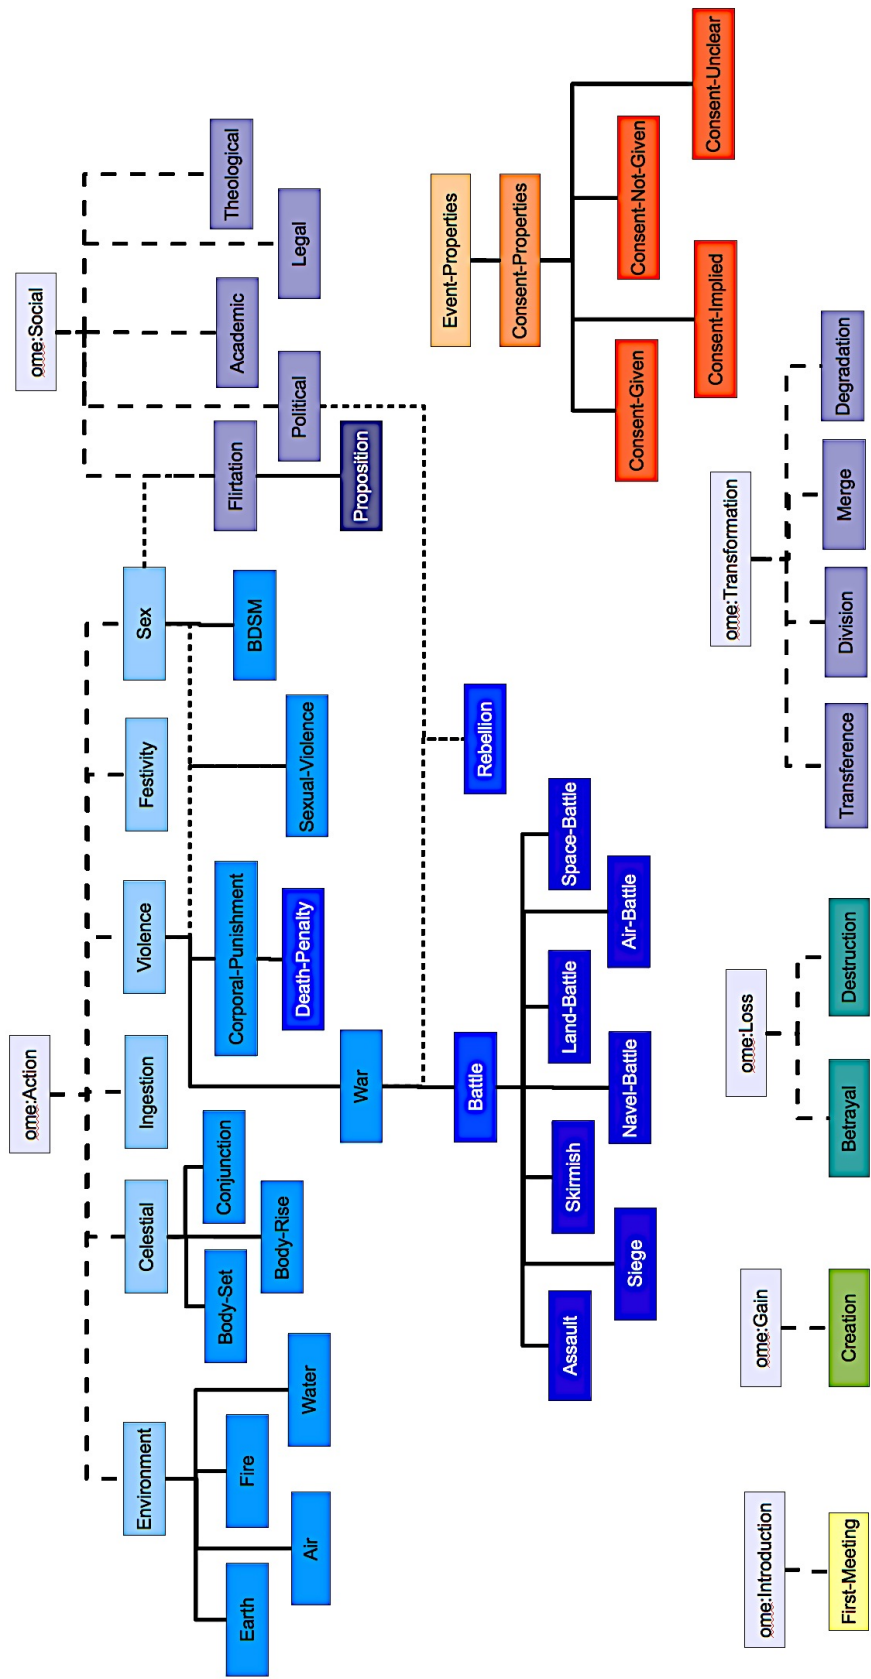 ome:Action
ome:Social
Environment
Celestial
Ingestion
Violence
Festivity
Sex
Flirtation
Political
Academic
Legal
Theological
Earth
Air
Fire
Water
Body-Set
Body-Rise
Conjunction
Corporal-Punishment
Death-Penalty
Sexual-Violence
BDSM
Proposition
War
Battle
Rebellion
Assault
Siege
Skirmish
Navel-Battle
Land-Battle
Air-Battle
Space-Battle
Event-Properties
Consent-Properties
Consent-Given
Consent-Implied
Consent-Not-Given
Consent-Unclear
ome:Introduction
First-Meeting
ome:Gain
Creation
ome:Loss
Betrayal
Destruction
ome:Transformation
Transference
Division
Merge
Degradation